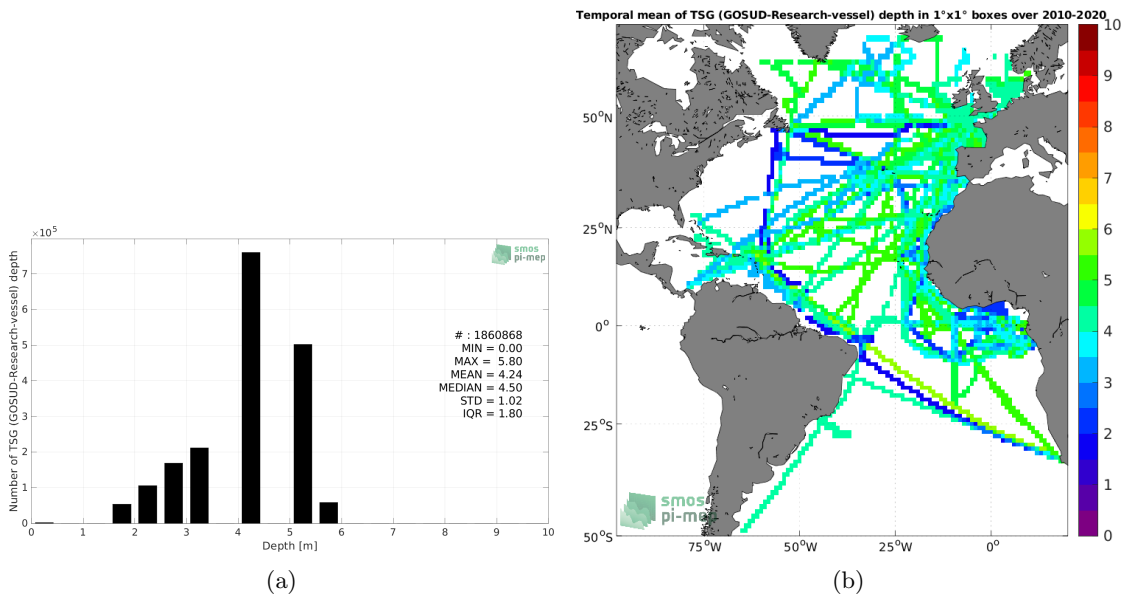 Temporal mean of TSG (GOSUD-Research-vessel) depth in 1°x1° boxes over 2010-2020
×10⁵
Number of TSG (GOSUD-Research-vessel) depth
7
6
5
4
3
2
1
0
0 1 2 3 4 5 6 7 8 9 10
Depth [m]
smos
pi-mep
# : 1860868
MIN = 0.00
MAX = 5.80
MEAN = 4.24
MEDIAN = 4.50
STD = 1.02
IQR = 1.80
(a)
50°N
25°N
0°
25°S
50°S
75°W 50°W 25°W 0°
smos
pi-mep
10
9
8
7
6
5
4
3
2
1
0
(b)